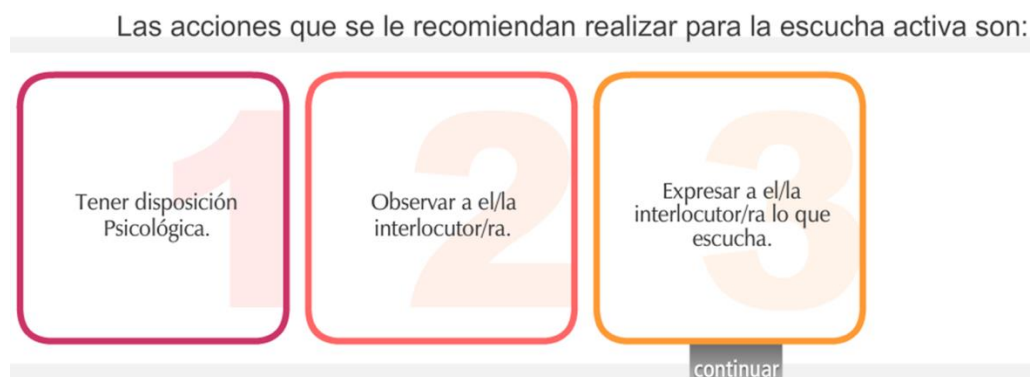 Las acciones que se le recomiendan realizar para la escucha activa son:
1
Tener disposición
Psicológica.
2
Observar a el/la
interlocutor/ra.
3
Expresar a el/la
interlocutor/ra lo que
escucha.
continuar